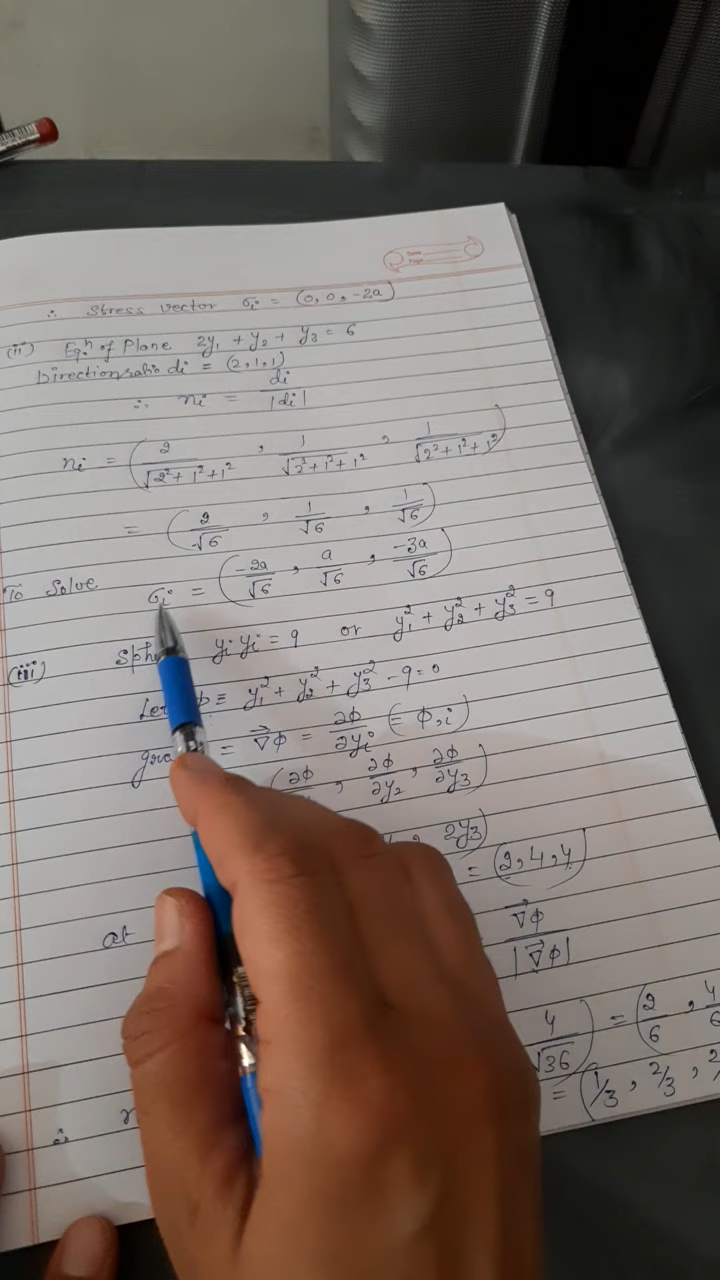 ∴ Stress vector σi = (0, 0, -2a)
(ii) Eqⁿ of Plane 2y₁ + y₂ + y₃ = 6
Direction ratio di = (2, 1, 1)
∴ ni = di / |di|
ni = (2/√2²+1²+1², 1/√2²+1²+1², 1/√2²+1²+1²)
= (2/√6, 1/√6, 1/√6)
To Solve σi = (-2a/√6, a/√6, -3a/√6)
(iii) yi yi = 9 or y₁² + y₂² + y₃² = 9
≡ y₁² + y₂² + y₃² - 9 = 0
= ∇⃗φ = ∂φ/∂yi (= φ,i)
(∂φ, ∂φ/∂y₂, ∂φ/∂y₃)
, 2y₃)
at = (2, 4, 4)
∇⃗φ / |∇⃗φ|
4/√36) = (2/6, 4/6
∴ = (1/3, 2/3, 2/